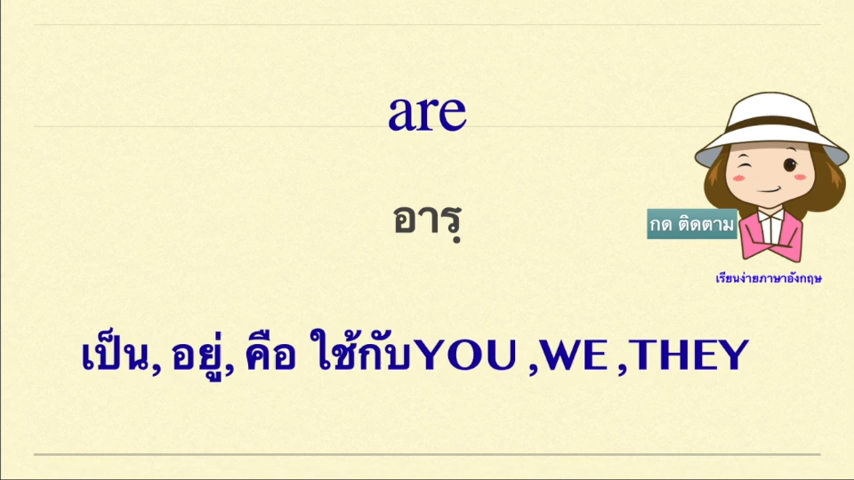 are
อารฺ
กด ติดตาม
เรียนง่ายภาษาอังกฤษ
เป็น, อยู่, คือ ใช้กับYOU ,WE ,THEY